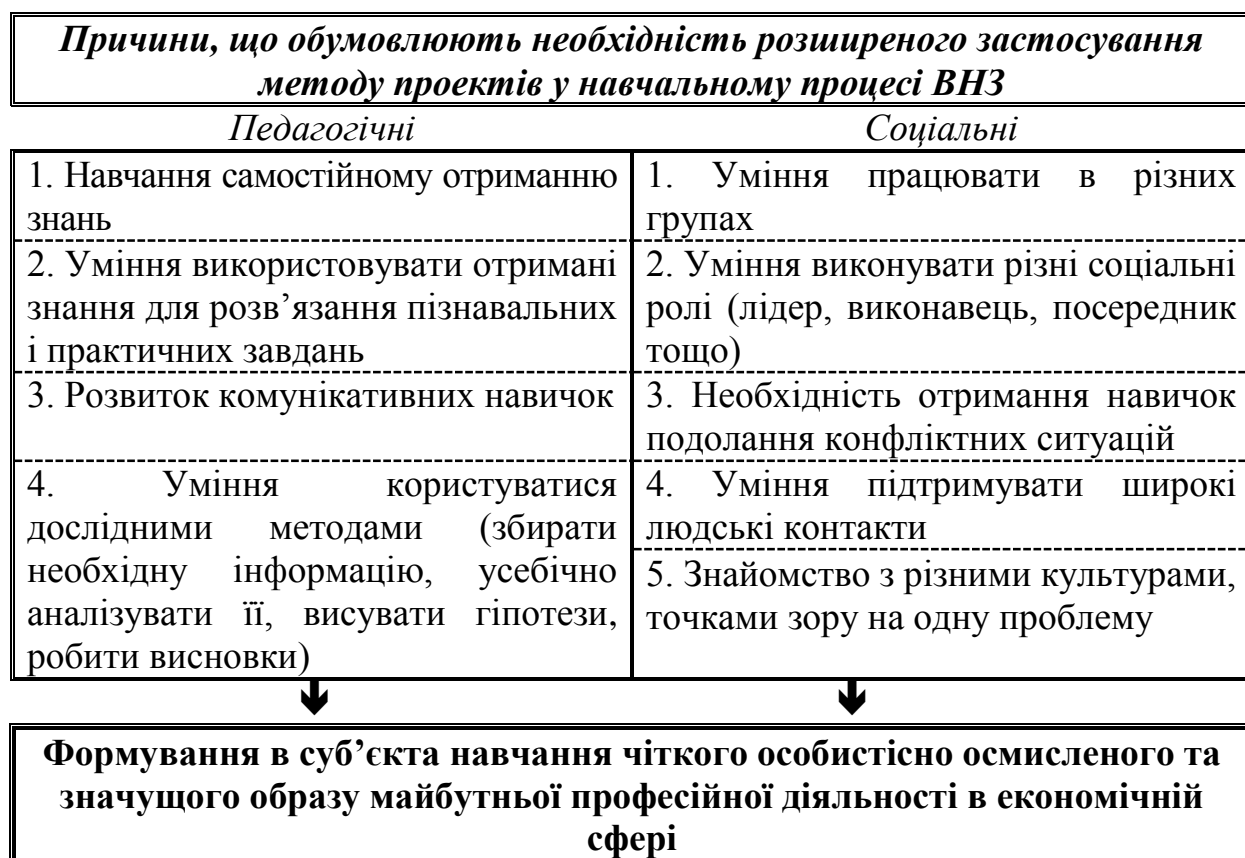 Причини, що обумовлюють необхідність розширеного застосування
методу проектів у навчальному процесі ВНЗ
Педагогічні
Соціальні
1. Навчання самостійному отриманню
знань
2. Уміння використовувати отримані
знання для розв’язання пізнавальних
і практичних завдань
3. Розвиток комунікативних навичок
4. Уміння користуватися
дослідними методами (збирати
необхідну інформацію, усебічно
аналізувати її, висувати гіпотези,
робити висновки)
1. Уміння працювати в різних
групах
2. Уміння виконувати різні соціальні
ролі (лідер, виконавець, посередник
тощо)
3. Необхідність отримання навичок
подолання конфліктних ситуацій
4. Уміння підтримувати широкі
людські контакти
5. Знайомство з різними культурами,
точками зору на одну проблему
Формування в суб’єкта навчання чіткого особистісно осмисленого та
значущого образу майбутньої професійної діяльності в економічній
сфері